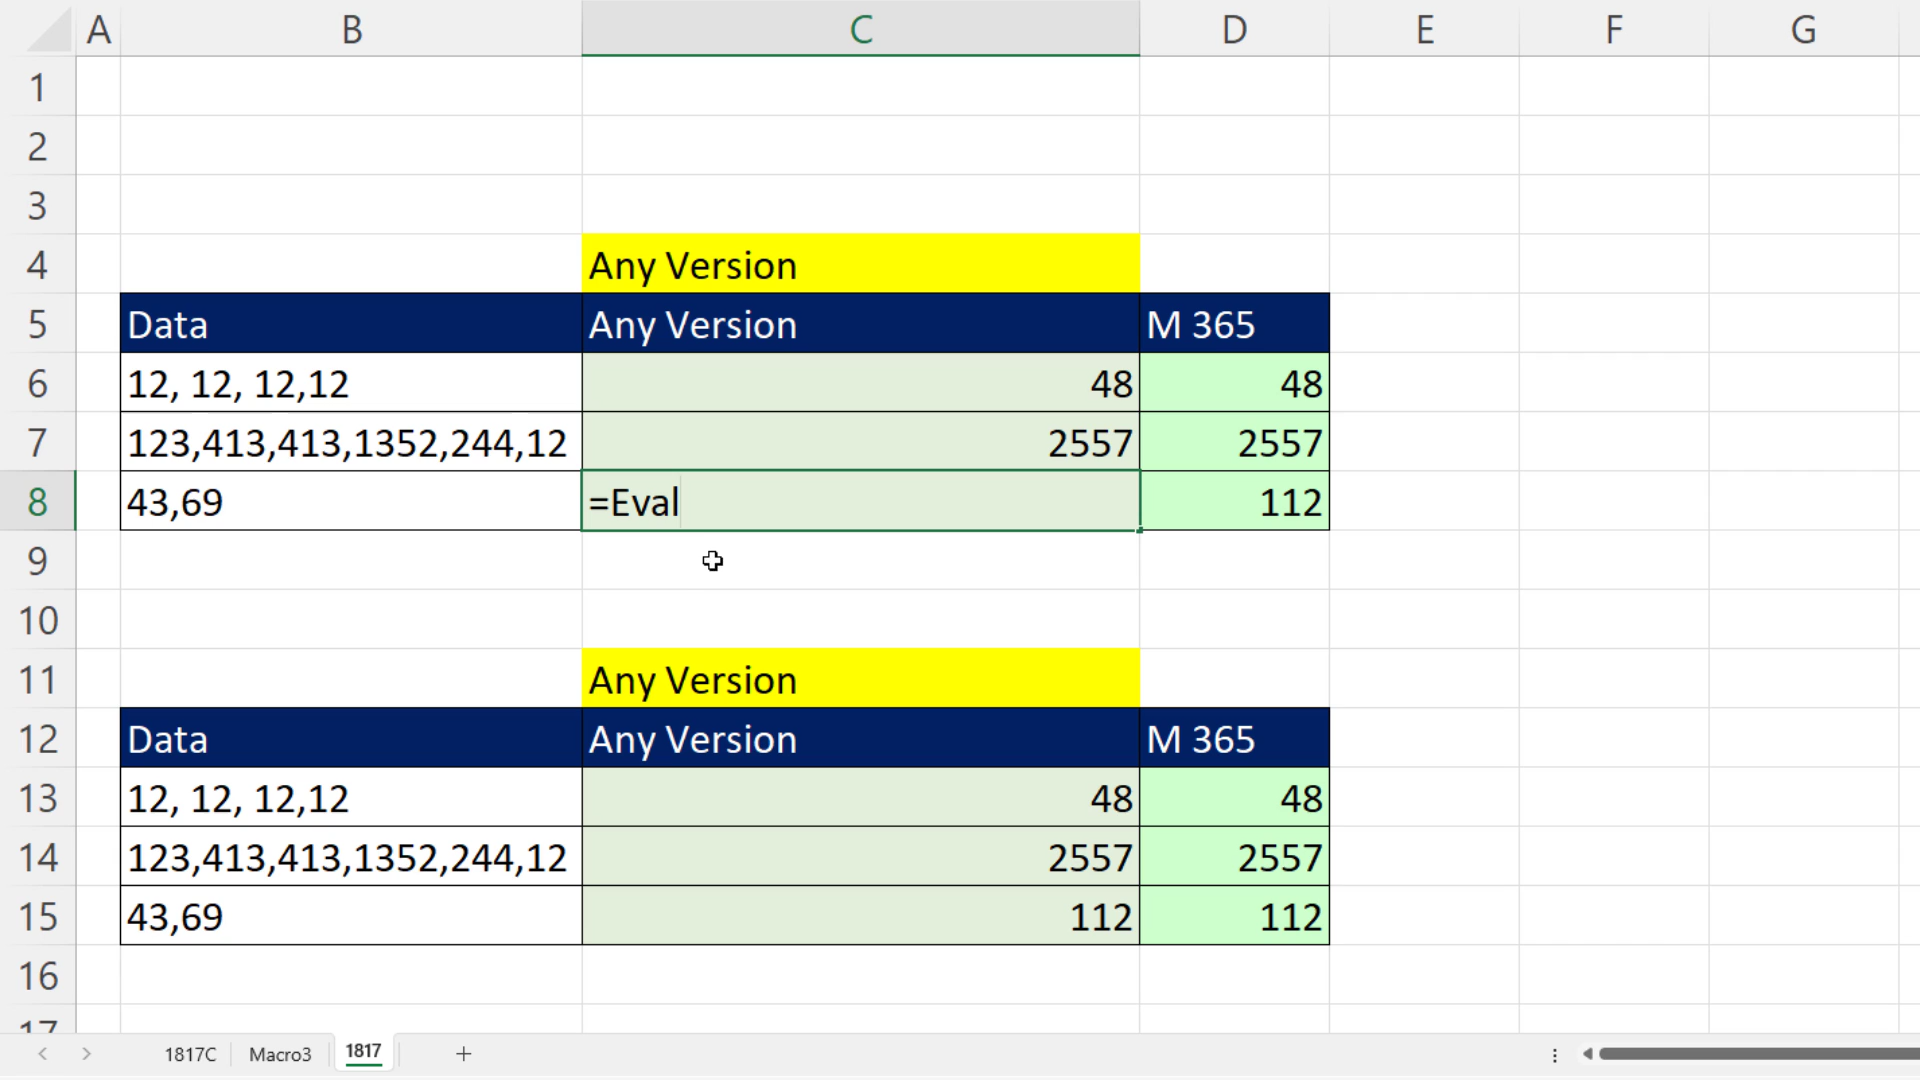 A B C D E F G
1
2
3
4 Any Version
5 Data Any Version M 365
6 12, 12, 12,12 48 48
7 123,413,413,1352,244,12 2557 2557
8 43,69 =Eval 112
9
10
11 Any Version
12 Data Any Version M 365
13 12, 12, 12,12 48 48
14 123,413,413,1352,244,12 2557 2557
15 43,69 112 112
16
17
1817C Macro3 1817